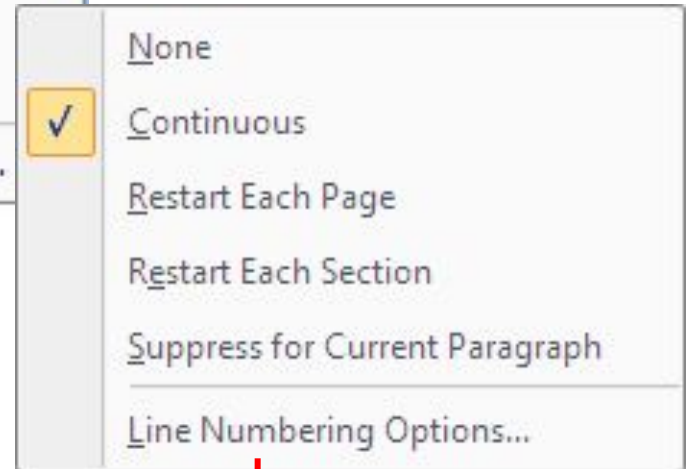 None
Continuous
Restart Each Page
Restart Each Section
Suppress for Current Paragraph
Line Numbering Options...